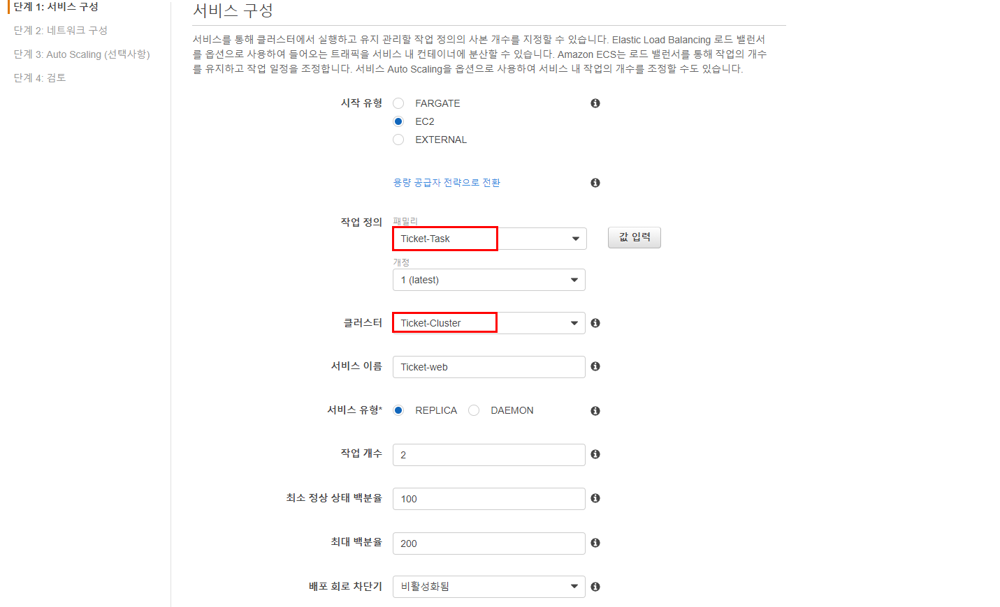 단계 1: 서비스 구성
단계 2: 네트워크 구성
단계 3: Auto Scaling (선택사항)
단계 4: 검토
서비스 구성
서비스를 통해 클러스터에서 실행하고 유지 관리할 작업 정의의 사본 개수를 지정할 수 있습니다. Elastic Load Balancing 로드 밸런서
를 옵션으로 사용하여 들어오는 트래픽을 서비스 내 컨테이너에 분산할 수 있습니다. Amazon ECS는 로드 밸런서를 통해 작업의 개수
를 유지하고 작업 일정을 조정합니다. 서비스 Auto Scaling을 옵션으로 사용하여 서비스 내 작업의 개수를 조정할 수도 있습니다.
시작 유형 FARGATE
EC2
EXTERNAL
용량 공급자 전략으로 전환
작업 정의 패밀리
Ticket-Task 값 입력
개정
1 (latest)
클러스터 Ticket-Cluster
서비스 이름 Ticket-web
서비스 유형* REPLICA DAEMON
작업 개수 2
최소 정상 상태 백분율 100
최대 백분율 200
배포 회로 차단기 비활성화됨